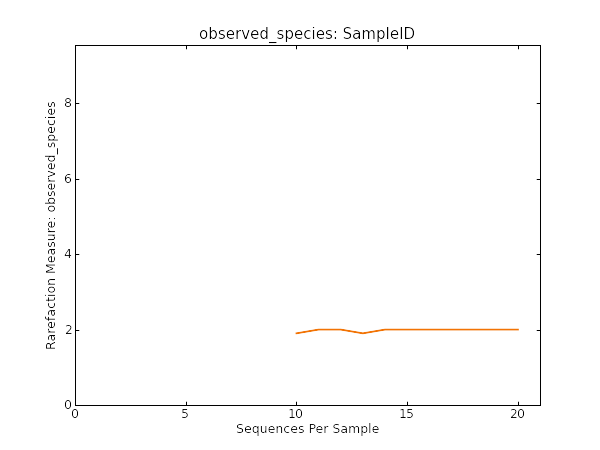 observed_species: SampleID
Rarefaction Measure: observed_species
8
6
4
2
0
0 5 10 15 20
Sequences Per Sample